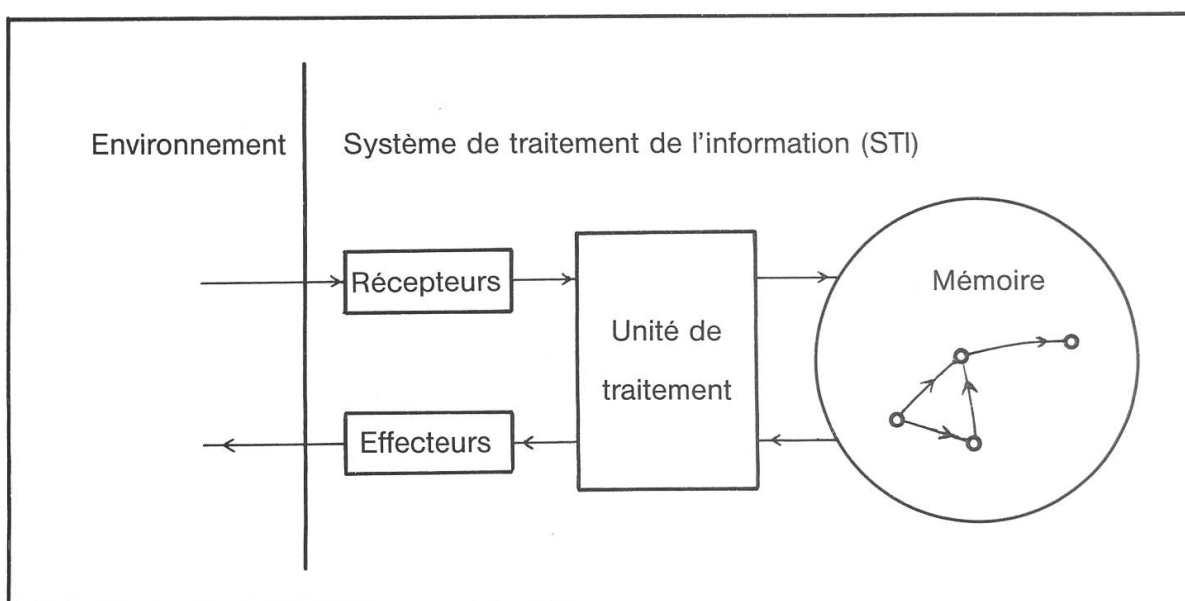 Environnement
Système de traitement de l'information (STI)
Récepteurs
Mémoire
Unité de
traitement
Effecteurs